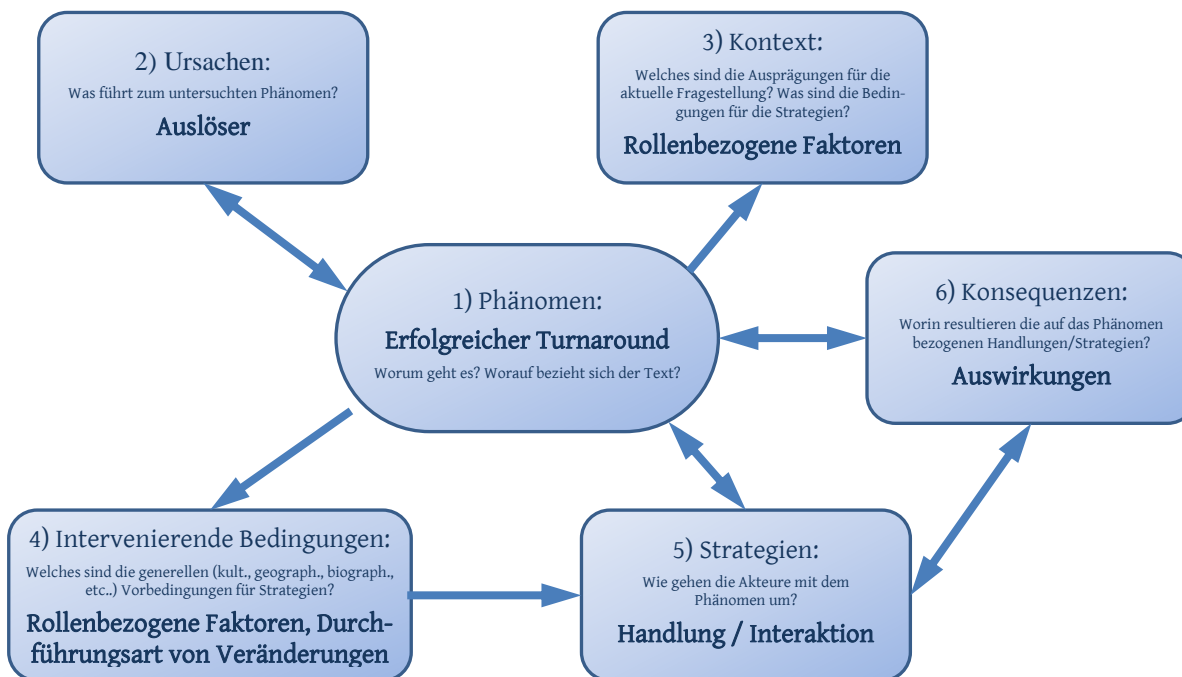 2) Ursachen:
Was führt zum untersuchten Phänomen?
Auslöser
3) Kontext:
Welches sind die Ausprägungen für die
aktuelle Fragestellung? Was sind die Bedin-
gungen für die Strategien?
Rollenbezogene Faktoren
1) Phänomen:
Erfolgreicher Turnaround
Worum geht es? Worauf bezieht sich der Text?
6) Konsequenzen:
Worin resultieren die auf das Phänomen
bezogenen Handlungen/Strategien?
Auswirkungen
4) Intervenierende Bedingungen:
Welches sind die generellen (kult., geograph., biograph.,
etc..) Vorbedingungen für Strategien?
Rollenbezogene Faktoren, Durch-
führungsart von Veränderungen
5) Strategien:
Wie gehen die Akteure mit dem
Phänomen um?
Handlung / Interaktion